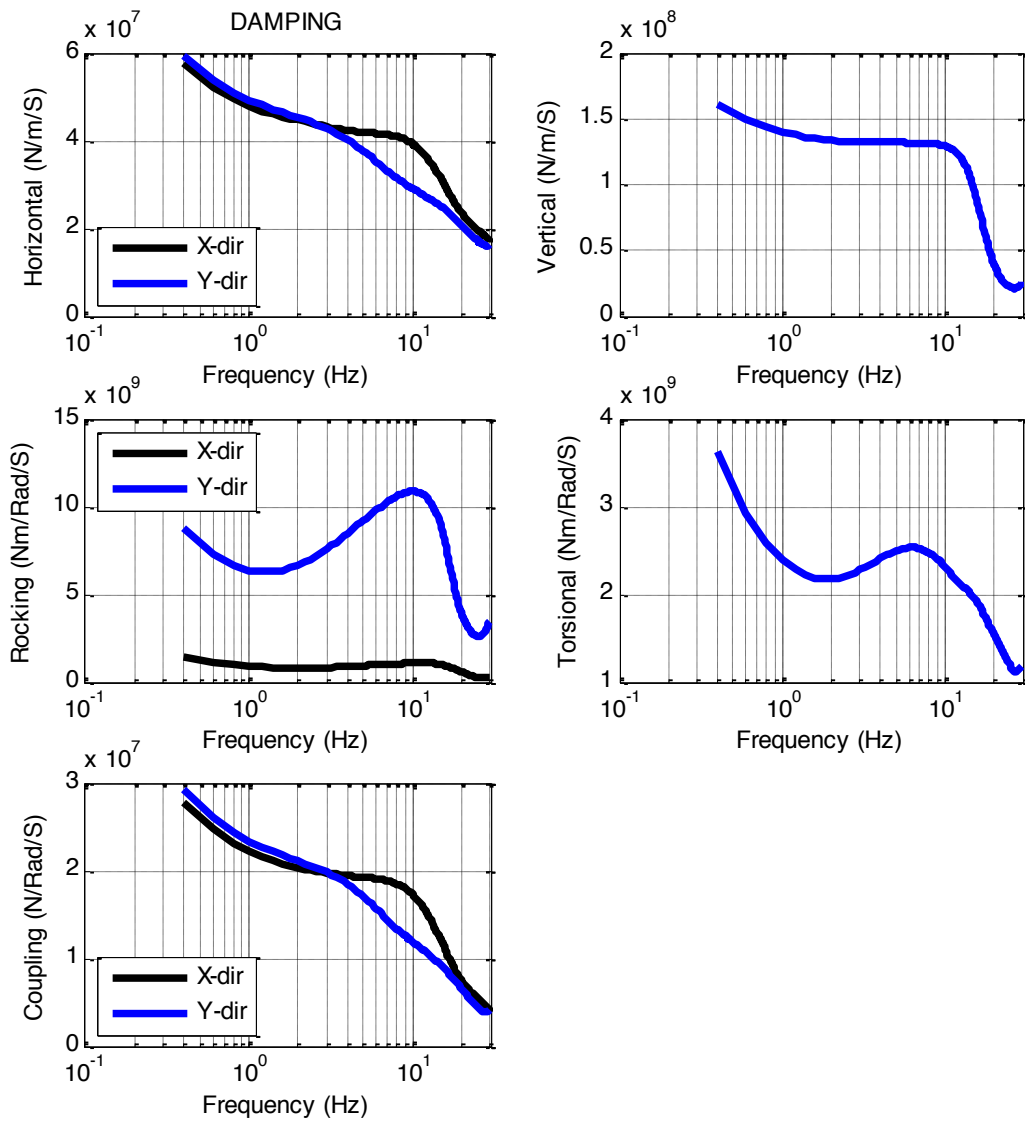 DAMPING
x 10^7
Horizontal (N/m/S)
6
4
2
0
X-dir
Y-dir
10^-1
10^0
10^1
Frequency (Hz)
x 10^8
Vertical (N/m/S)
2
1.5
1
0.5
0
10^-1
10^0
10^1
Frequency (Hz)
x 10^9
Rocking (Nm/Rad/S)
15
10
5
0
X-dir
Y-dir
10^-1
10^0
10^1
Frequency (Hz)
x 10^9
Torsional (Nm/Rad/S)
4
3
2
1
10^-1
10^0
10^1
Frequency (Hz)
x 10^7
Coupling (N/Rad/S)
3
2
1
0
X-dir
Y-dir
10^-1
10^0
10^1
Frequency (Hz)